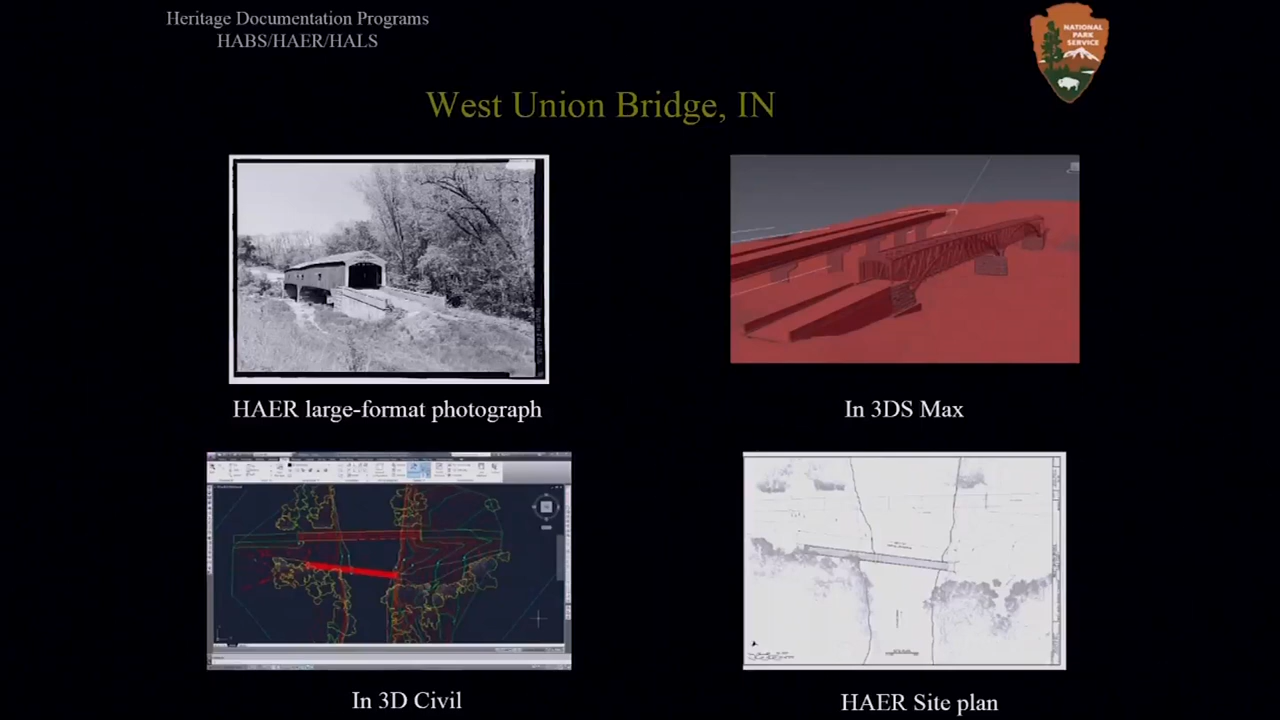 Heritage Documentation Programs
HABS/HAER/HALS
NATIONAL
PARK
SERVICE
West Union Bridge, IN
HAER large-format photograph
In 3DS Max
In 3D Civil
HAER Site plan